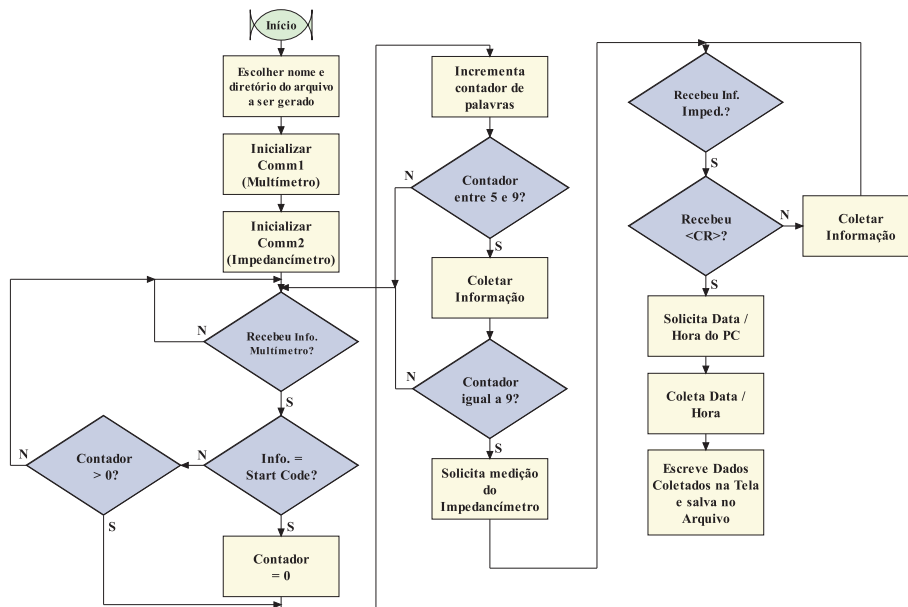 Início
Escolher nome e
diretório do arquivo
a ser gerado
Inicializar
Comm1
(Multímetro)
Inicializar
Comm2
(Impedancímetro)
N
Recebeu Info.
Multímetro?
S
Info. =
Start Code?
N
S
Contador
> 0?
N
S
Contador
= 0
Incrementa
contador de
palavras
N
Contador
entre 5 e 9?
S
Coletar
Informação
N
Contador
igual a 9?
S
Solicita medição
do
Impedancímetro
Recebeu Inf.
Imped.?
S
Recebeu
<CR>?
N
Coletar
Informação
S
Solicita Data /
Hora do PC
Coleta Data /
Hora
Escreve Dados
Coletados na Tela
e salva no
Arquivo